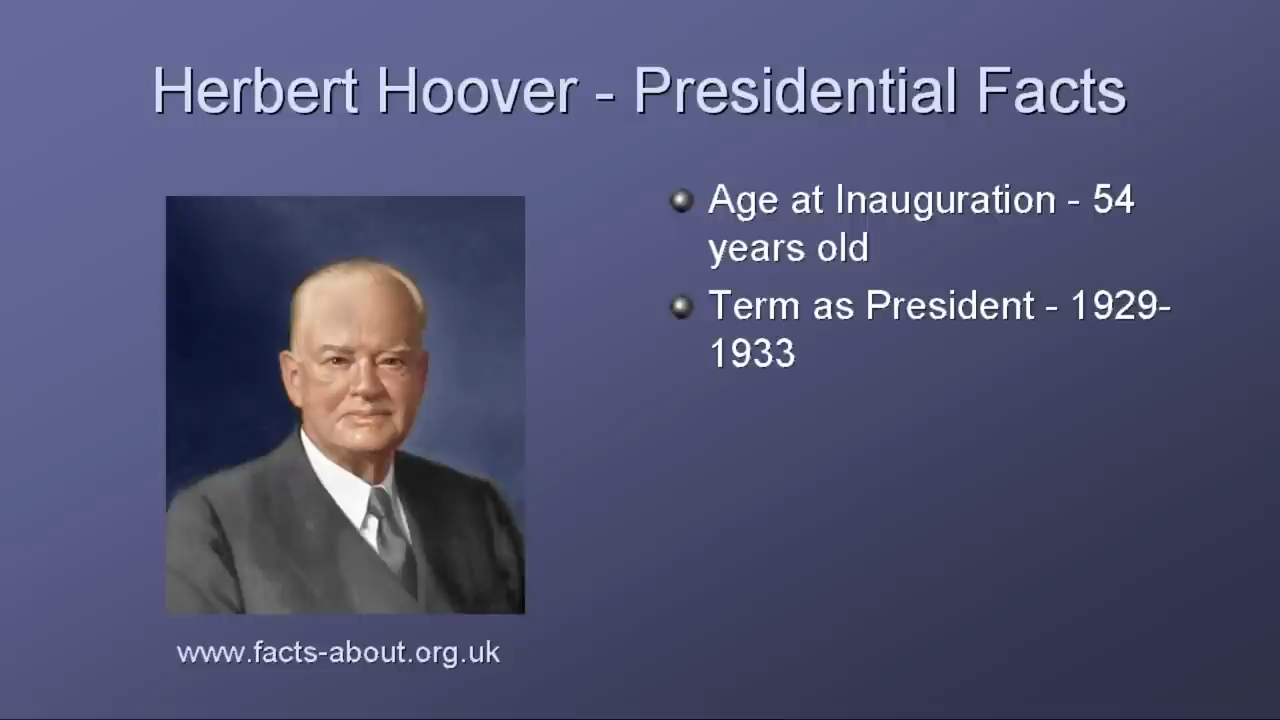 Herbert Hoover - Presidential Facts
Age at Inauguration - 54
years old
Term as President - 1929-
1933
www.facts-about.org.uk